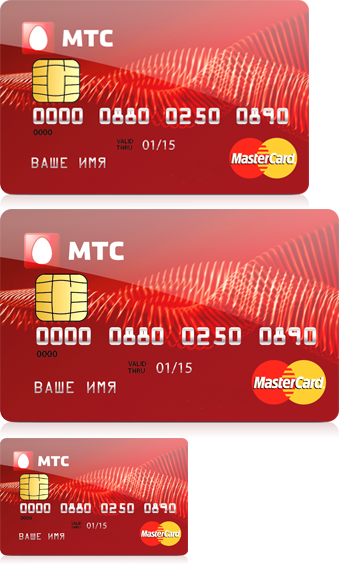 МТС
0000 0880 0250 0890
0000
VALID THRU 01/15
ВАШЕ ИМЯ
MasterCard
МТС
0000 0880 0250 0890
0000
VALID THRU 01/15
ВАШЕ ИМЯ
MasterCard
МТС
0000 0880 0250 0890
0000
VALID THRU 01/15
ВАШЕ ИМЯ
MasterCard